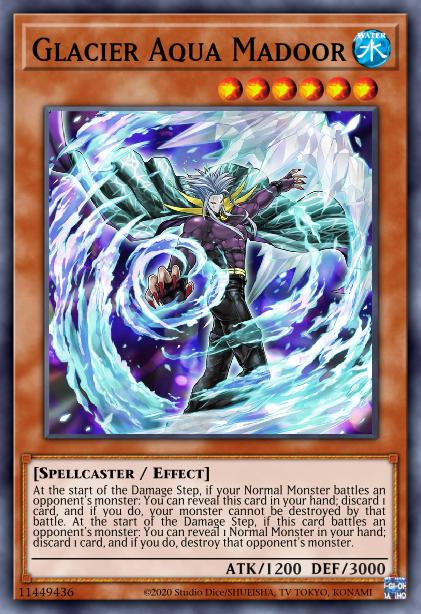 GLACIER AQUA MADOOR
WATER
水
[SPELLCASTER / EFFECT]
At the start of the Damage Step, if your Normal Monster battles an
opponent's monster: You can reveal this card in your hand; discard 1
card, and if you do, your monster cannot be destroyed by that
battle. At the start of the Damage Step, if this card battles an
opponent's monster: You can reveal 1 Normal Monster in your hand;
discard 1 card, and if you do, destroy that opponent's monster.
ATK/1200 DEF/3000
11449436
©2020 Studio Dice/SHUEISHA, TV TOKYO, KONAMI